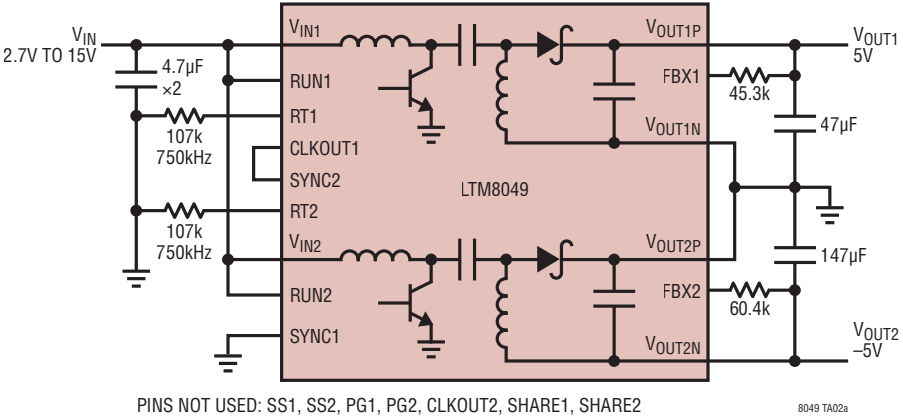 VIN
2.7V TO 15V
4.7µF
×2
107k
750kHz
107k
750kHz
VIN1
RUN1
RT1
CLKOUT1
SYNC2
RT2
VIN2
RUN2
SYNC1
LTM8049
VOUT1P
FBX1
VOUT1N
VOUT2P
FBX2
VOUT2N
45.3k
47µF
147µF
60.4k
VOUT1
5V
VOUT2
–5V
PINS NOT USED: SS1, SS2, PG1, PG2, CLKOUT2, SHARE1, SHARE2
8049 TA02a